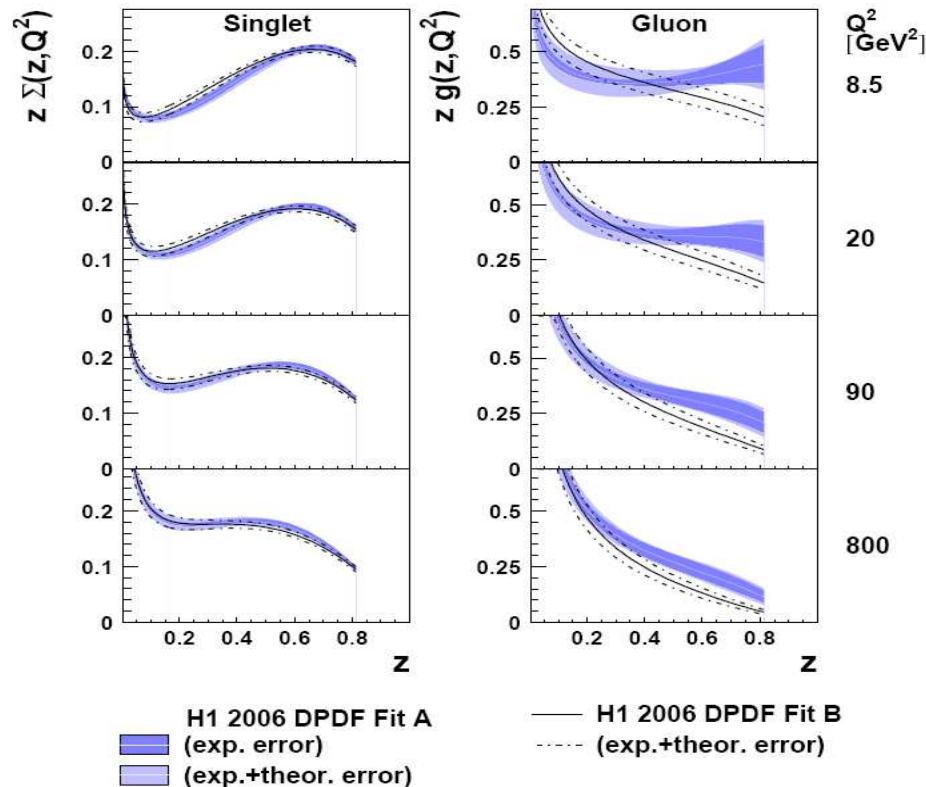 Singlet
Gluon
Q²
[GeV²]
z Σ(z,Q²)
z g(z,Q²)
0.2
0.1
0
0.5
0.25
0
8.5
0.2
0.1
0
0.5
0.25
0
20
0.2
0.1
0
0.5
0.25
0
90
0.2
0.1
0
0.5
0.25
0
800
0.2 0.4 0.6 0.8
0.2 0.4 0.6 0.8
z
z
H1 2006 DPDF Fit A
(exp. error)
(exp.+theor. error)
H1 2006 DPDF Fit B
(exp.+theor. error)